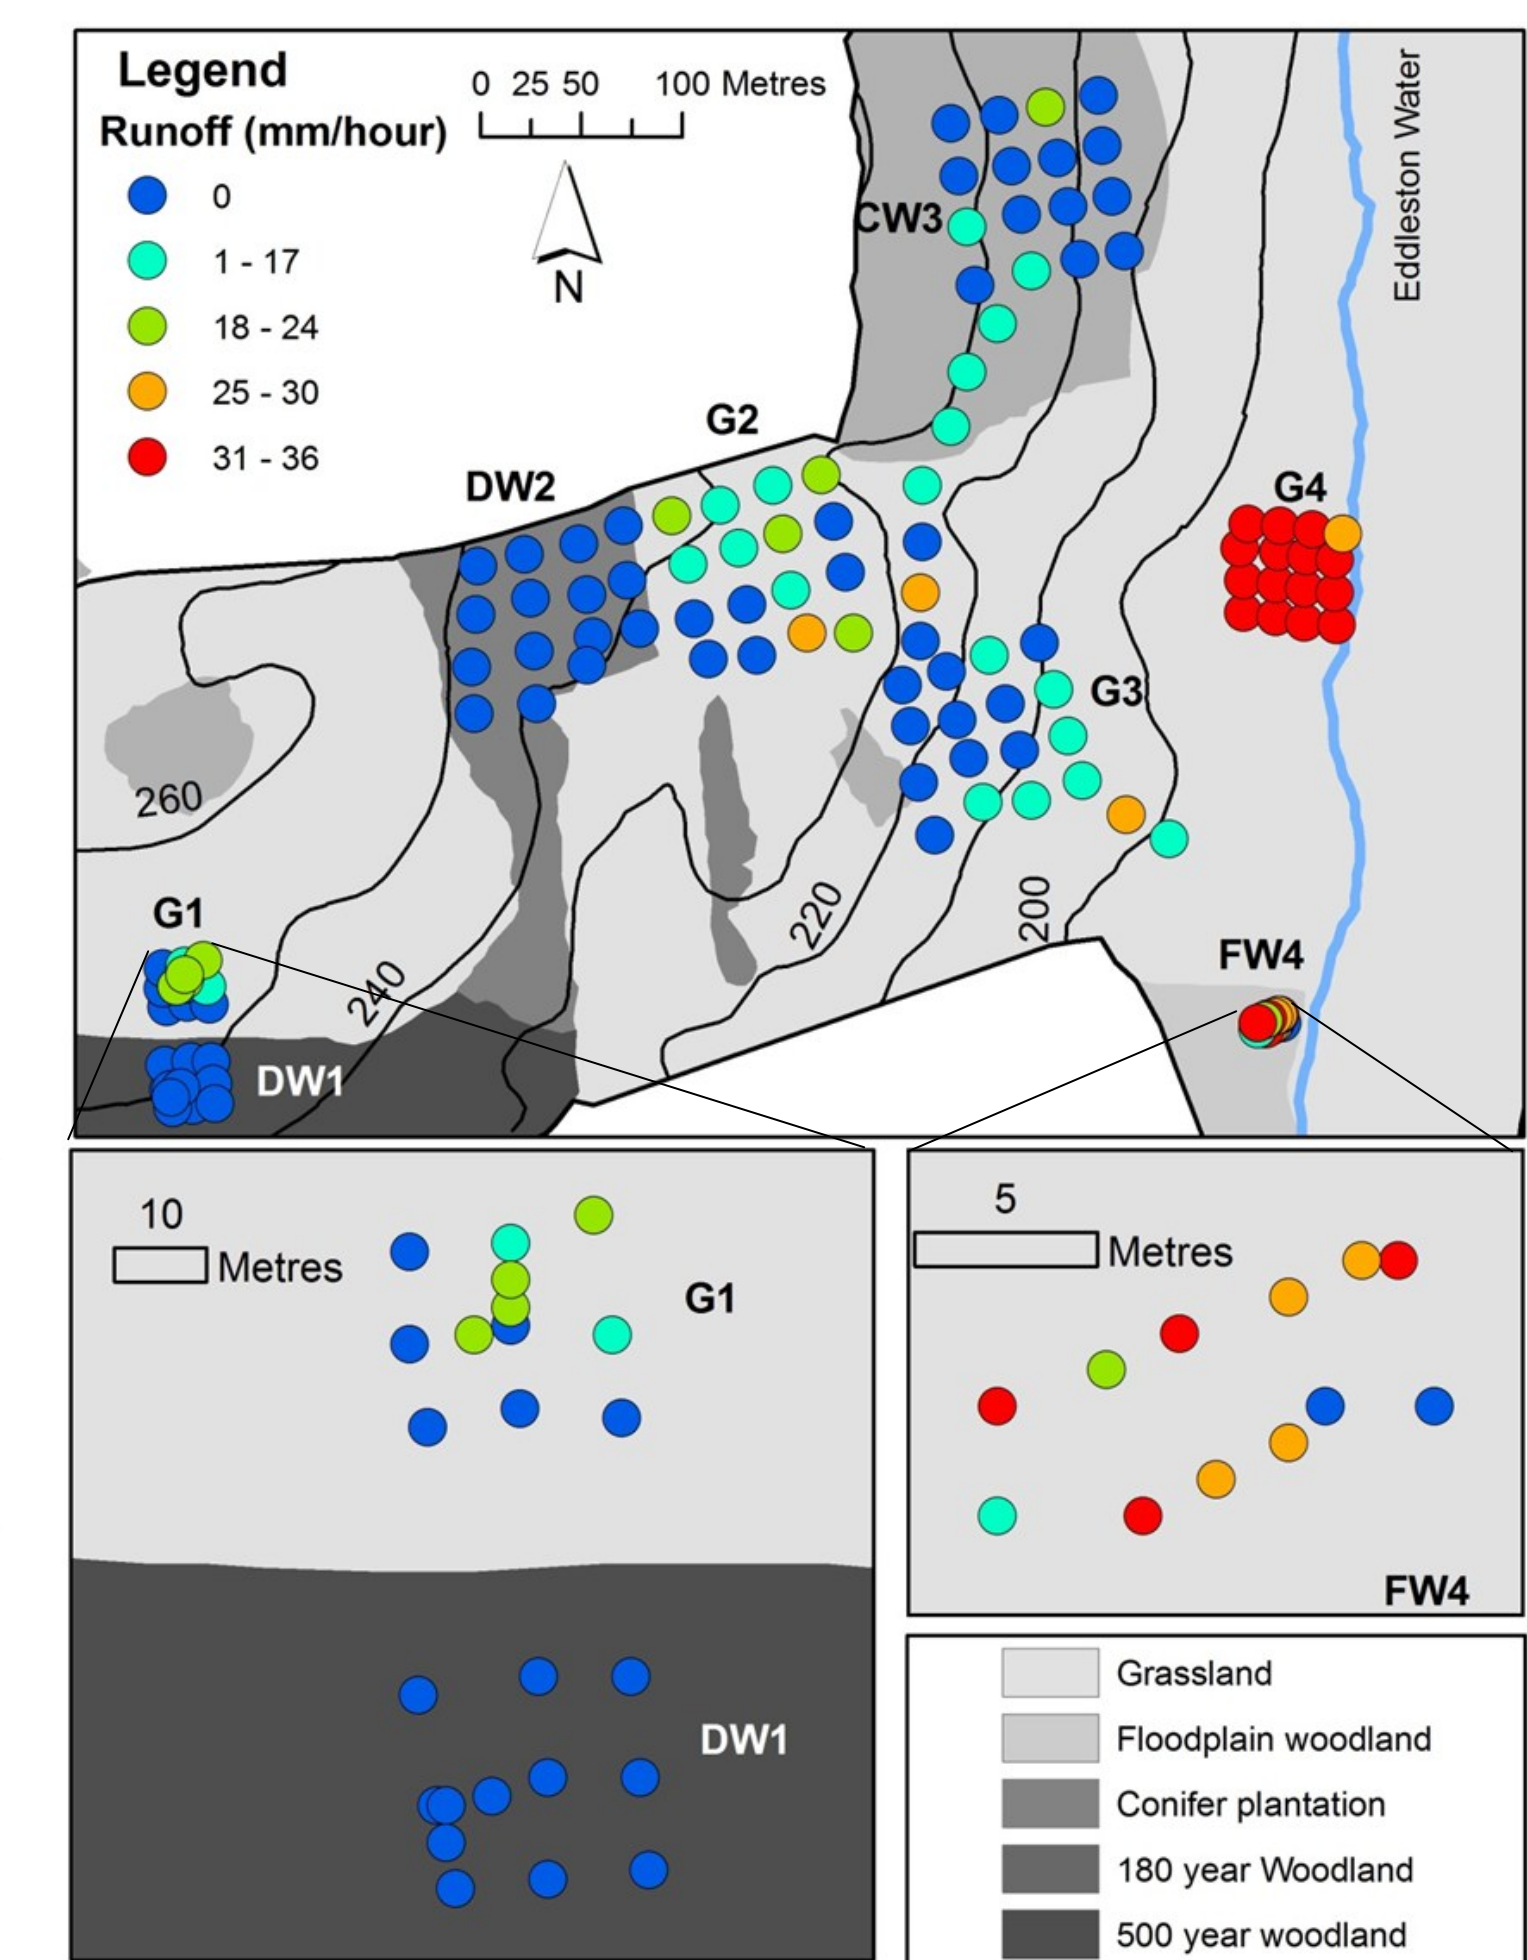 Legend
0 25 50 100 Metres
Runoff (mm/hour)
0
1 - 17
18 - 24
25 - 30
31 - 36
N
Eddleston Water
CW3
G2
DW2
G4
G3
260
G1
220
200
240
FW4
DW1
10
Metres
G1
DW1
5
Metres
FW4
Grassland
Floodplain woodland
Conifer plantation
180 year Woodland
500 year woodland